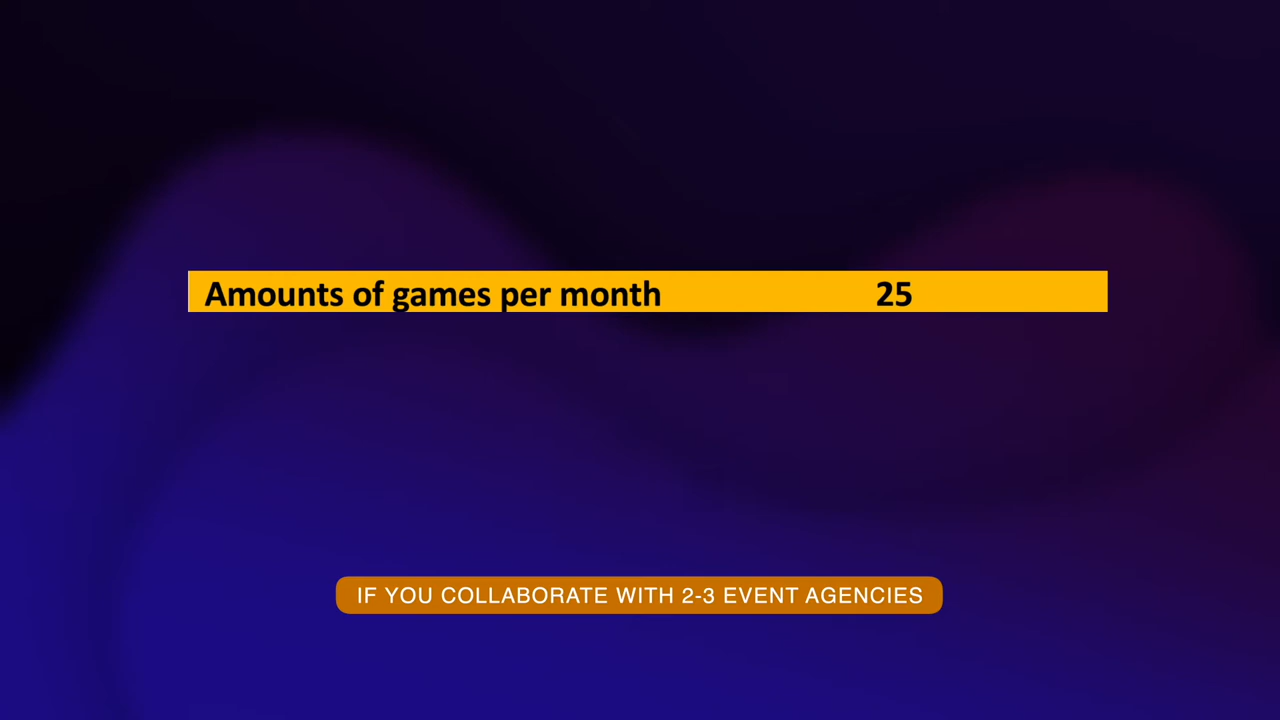 Amounts of games per month 25
IF YOU COLLABORATE WITH 2-3 EVENT AGENCIES